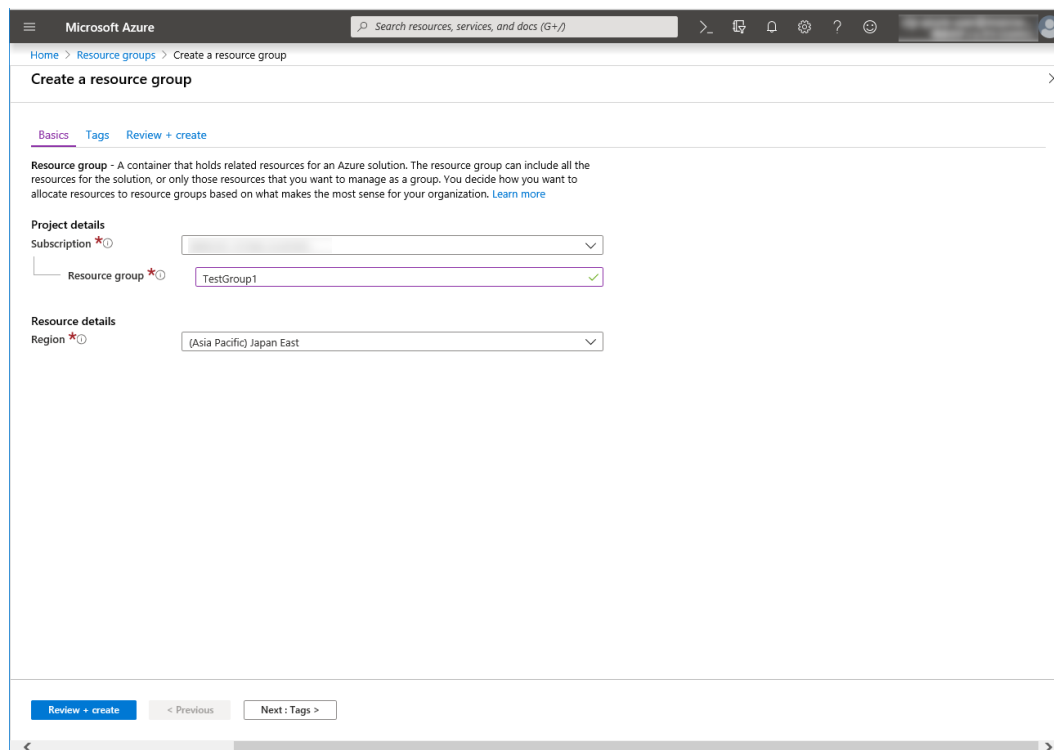 Microsoft Azure
Search resources, services, and docs (G+/)
Home > Resource groups > Create a resource group
Create a resource group
Basics Tags Review + create
Resource group - A container that holds related resources for an Azure solution. The resource group can include all the
resources for the solution, or only those resources that you want to manage as a group. You decide how you want to
allocate resources to resource groups based on what makes the most sense for your organization. Learn more
Project details
Subscription *
Resource group * TestGroup1
Resource details
Region * (Asia Pacific) Japan East
Review + create < Previous Next : Tags >